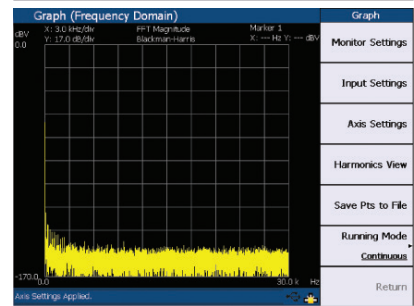 Graph (Frequency Domain)
Graph
dBV
X: 3.0 kHz/div
FFT Magnitude
Marker 1
0.0
Y: 17.0 dB/div
Blackman-Harris
X: --- Hz Y: --- dBV
Monitor Settings
Input Settings
Axis Settings
Harmonics View
Save Pts to File
Running Mode
Continuous
-170.0
0.0
30.0 k
Hz
Return
Axis Settings Applied.